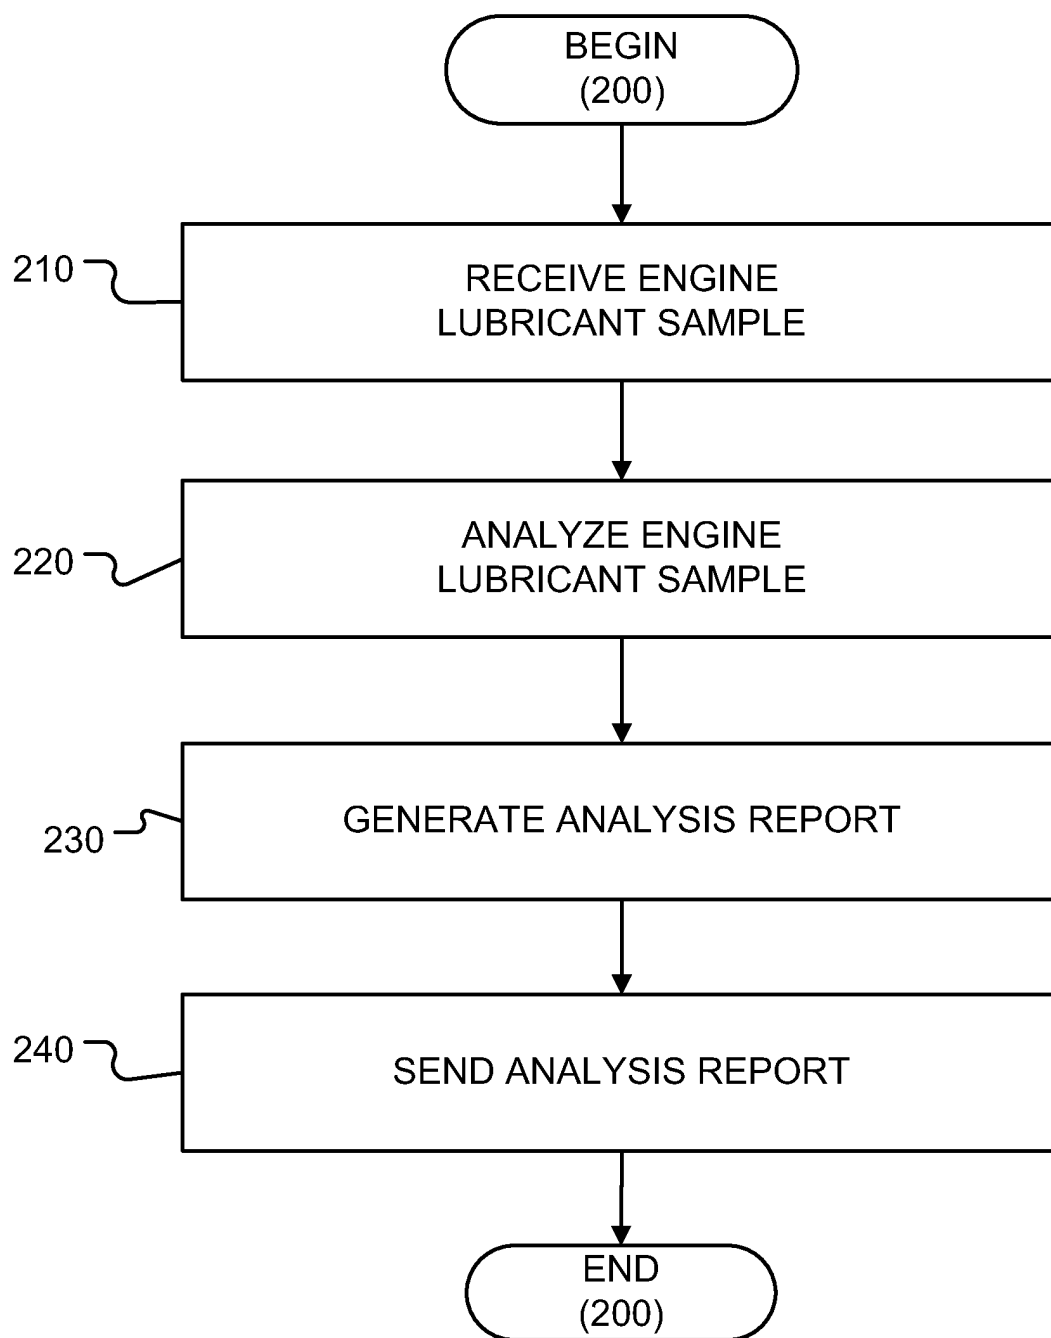 BEGIN
(200)
210
RECEIVE ENGINE
LUBRICANT SAMPLE
220
ANALYZE ENGINE
LUBRICANT SAMPLE
230
GENERATE ANALYSIS REPORT
240
SEND ANALYSIS REPORT
END
(200)